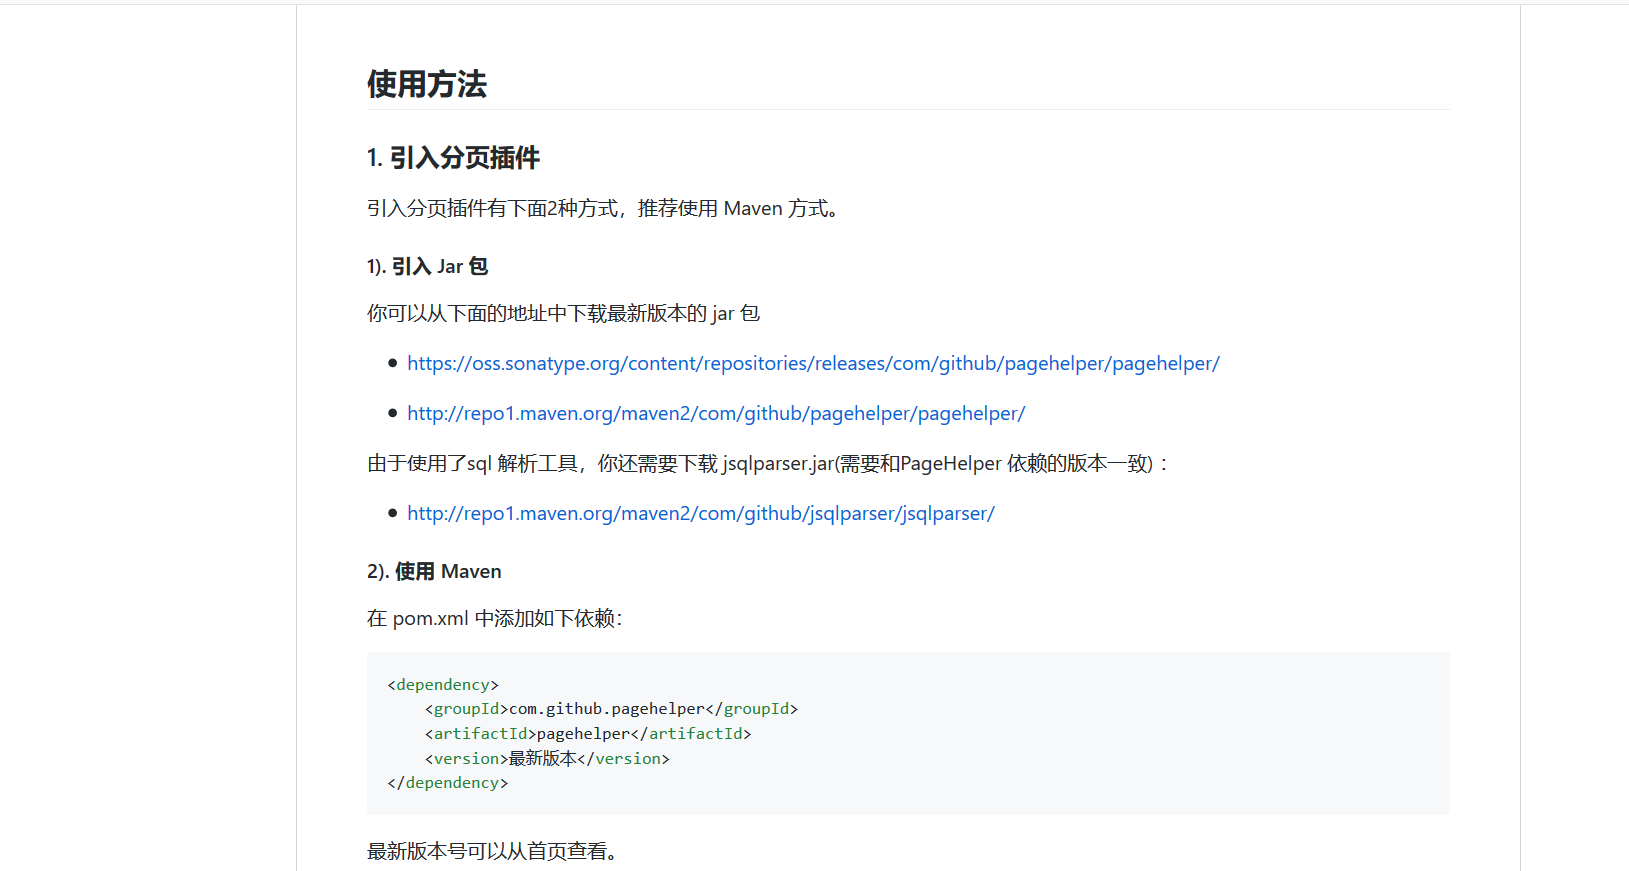 使用方法
1. 引入分页插件
引入分页插件有下面2种方式，推荐使用 Maven 方式。
1). 引入 Jar 包
你可以从下面的地址中下载最新版本的 jar 包
https://oss.sonatype.org/content/repositories/releases/com/github/pagehelper/pagehelper/
http://repo1.maven.org/maven2/com/github/pagehelper/pagehelper/
由于使用了sql 解析工具，你还需要下载 jsqlparser.jar(需要和PageHelper 依赖的版本一致) ：
http://repo1.maven.org/maven2/com/github/jsqlparser/jsqlparser/
2). 使用 Maven
在 pom.xml 中添加如下依赖：
<dependency>
    <groupId>com.github.pagehelper</groupId>
    <artifactId>pagehelper</artifactId>
    <version>最新版本</version>
</dependency>
最新版本号可以从首页查看。